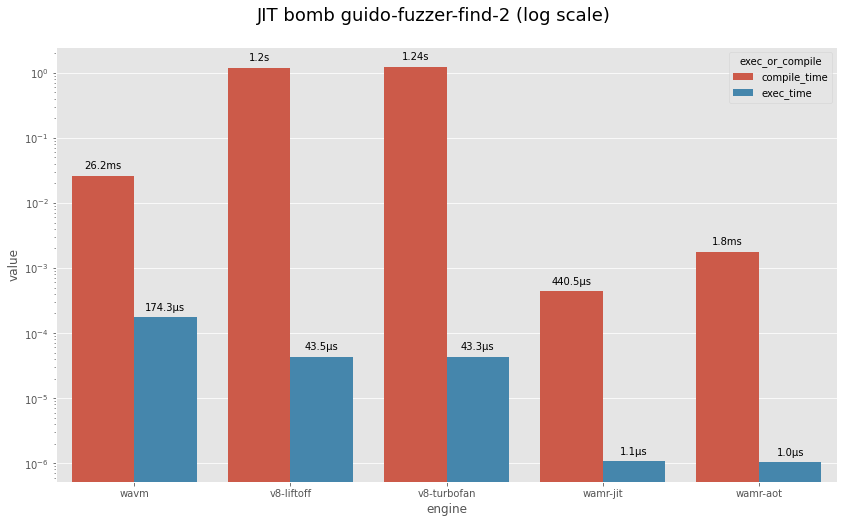 JIT bomb guido-fuzzer-find-2 (log scale)
exec_or_compile
compile_time
exec_time
value
10⁰
10⁻¹
10⁻²
10⁻³
10⁻⁴
10⁻⁵
10⁻⁶
26.2ms
174.3µs
1.2s
43.5µs
1.24s
43.3µs
440.5µs
1.1µs
1.8ms
1.0µs
wavm
v8-liftoff
v8-turbofan
wamr-jit
wamr-aot
engine